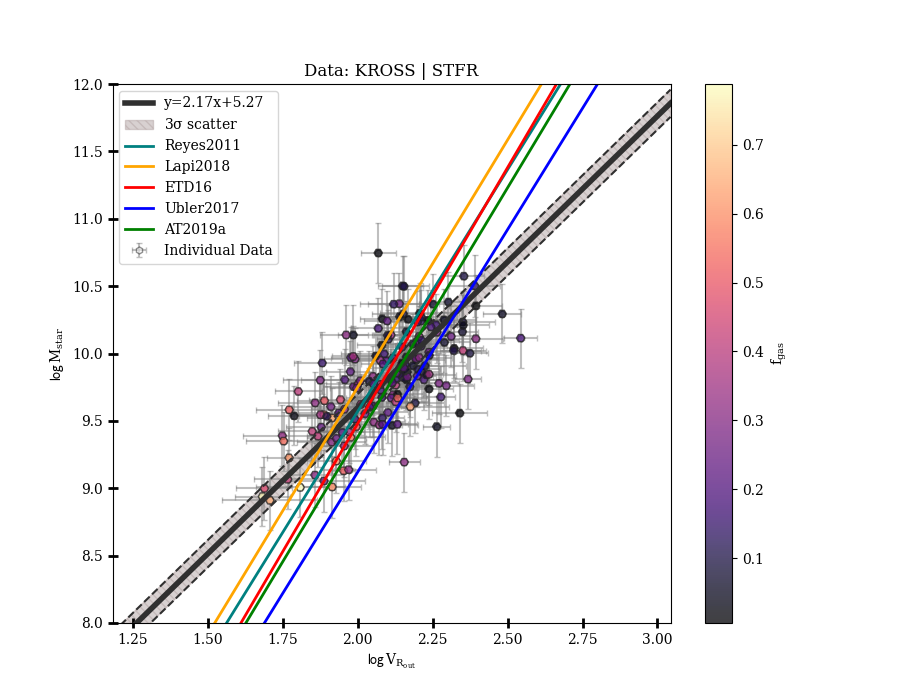 Data: KROSS | STFR
y=2.17x+5.27
3σ scatter
Reyes2011
Lapi2018
ETD16
Ubler2017
AT2019a
Individual Data
12.0
11.5
11.0
10.5
10.0
9.5
9.0
8.5
8.0
log Mstar
1.25 1.50 1.75 2.00 2.25 2.50 2.75 3.00
log VRout
0.7
0.6
0.5
0.4
0.3
0.2
0.1
fgas